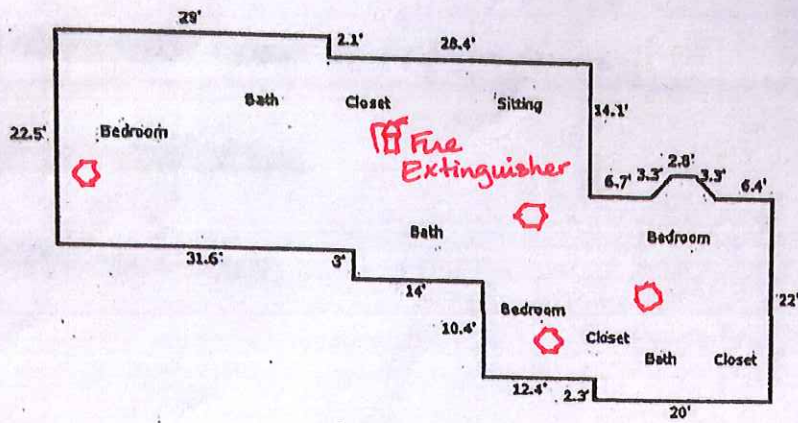 29'
2.1'
28.4'
Bath
Closet
Sitting
14.1'
22.5'
Bedroom
Fire
Extinguisher
6.7'
3.3'
2.8'
3.3'
6.4'
Bath
Bedroom
31.6'
3'
14'
22'
Bedroom
10.4'
Closet
Bath
Closet
12.4'
2.3'
20'